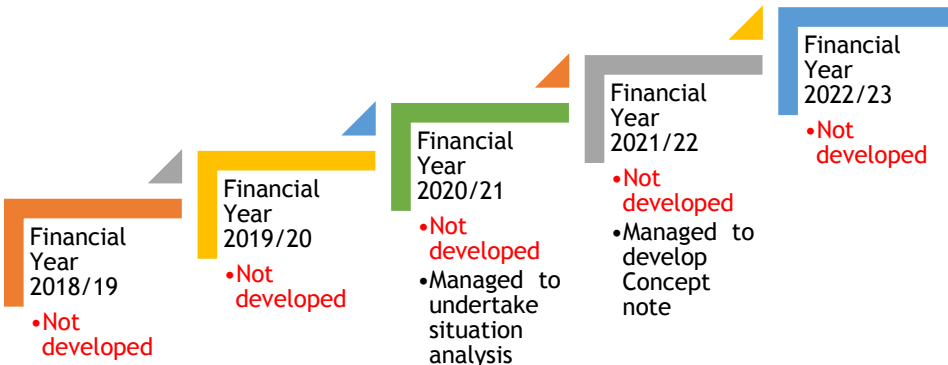 Financial
Year
2018/19
•Not
developed
Financial
Year
2019/20
•Not
developed
Financial
Year
2020/21
•Not
developed
•Managed to
undertake
situation
analysis
Financial
Year
2021/22
•Not
developed
•Managed to
develop
Concept
note
Financial
Year
2022/23
•Not
developed